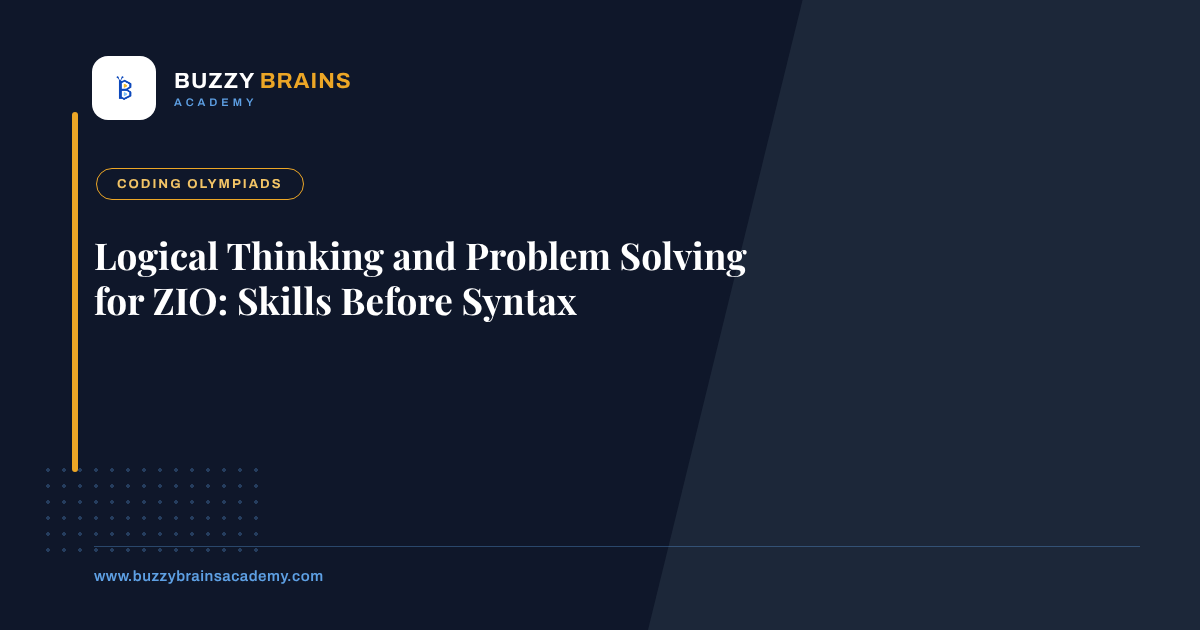 BUZZY BRAINS
ACADEMY
CODING OLYMPIADS
Logical Thinking and Problem Solving
for ZIO: Skills Before Syntax
www.buzzybrainsacademy.com